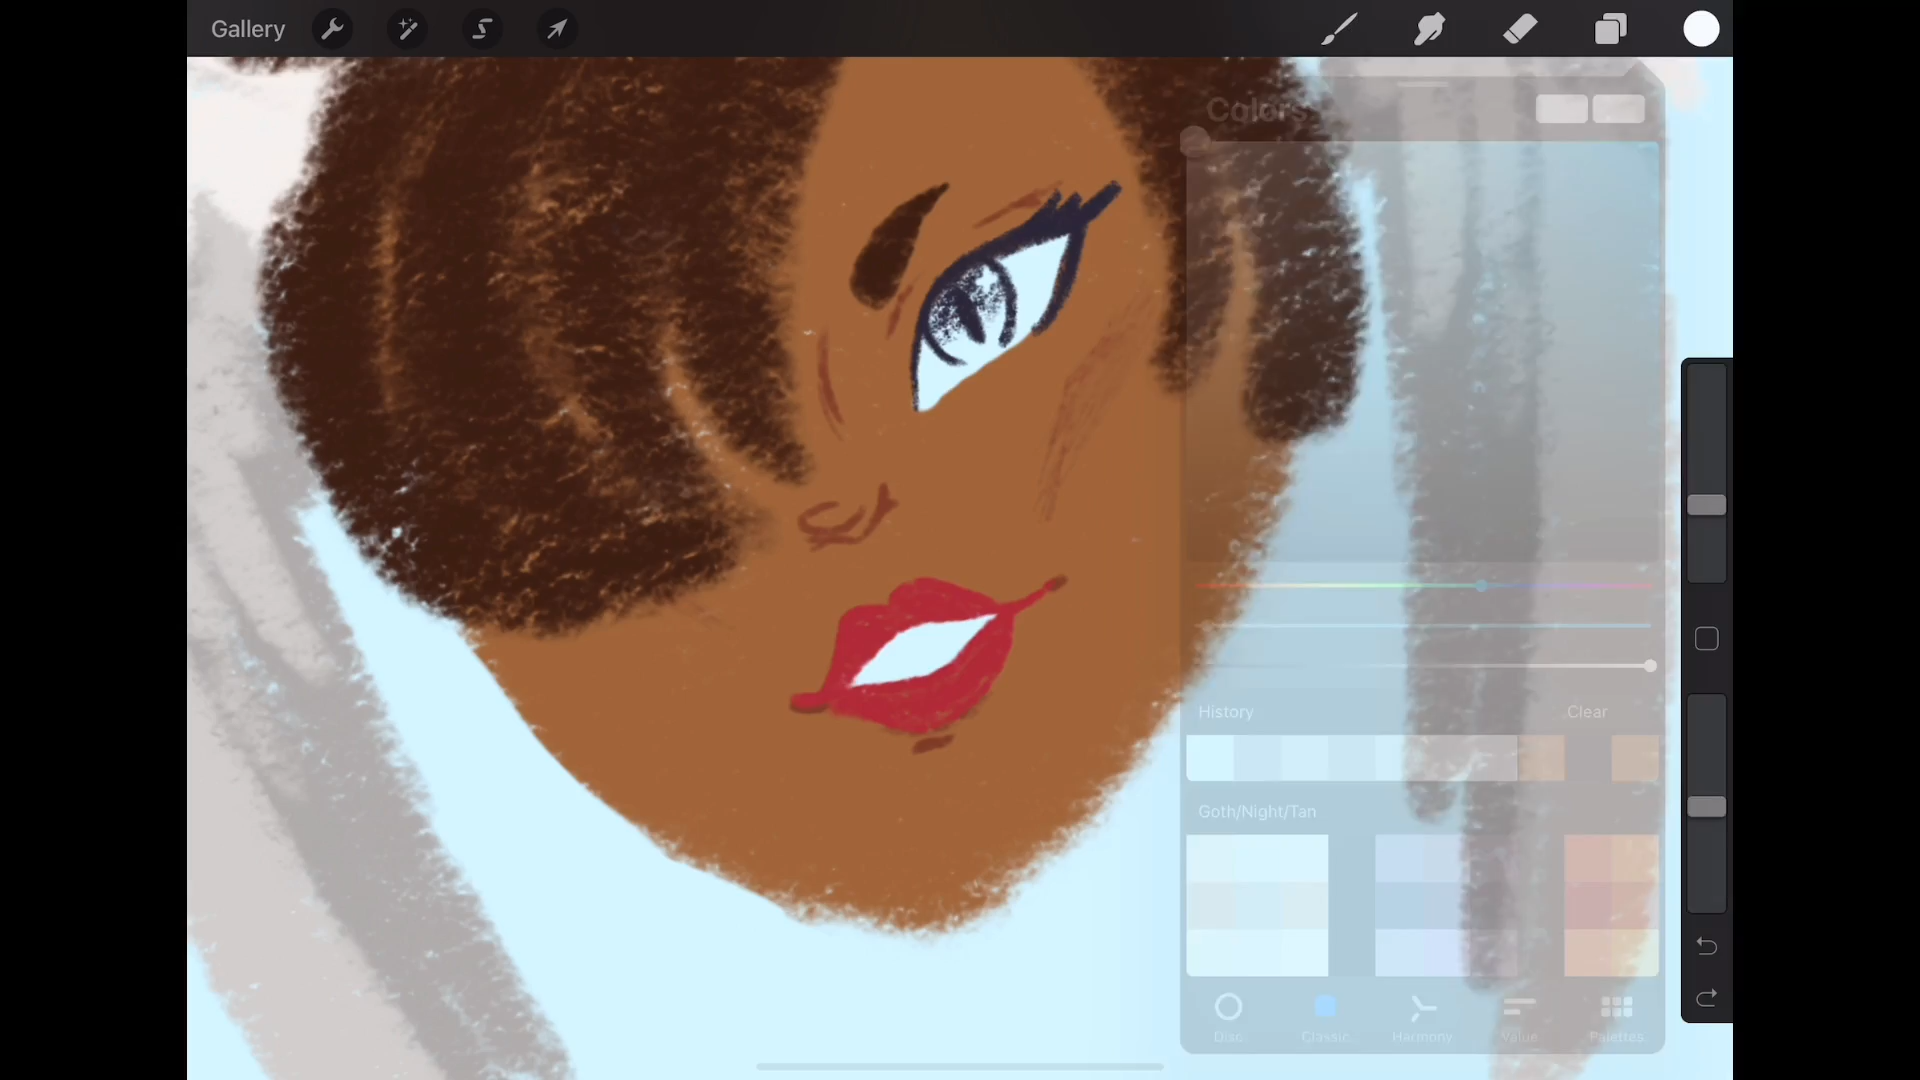 Gallery
Colors
History Clear
Goth/Night/Tan
Disc Classic Harmony Value Palettes